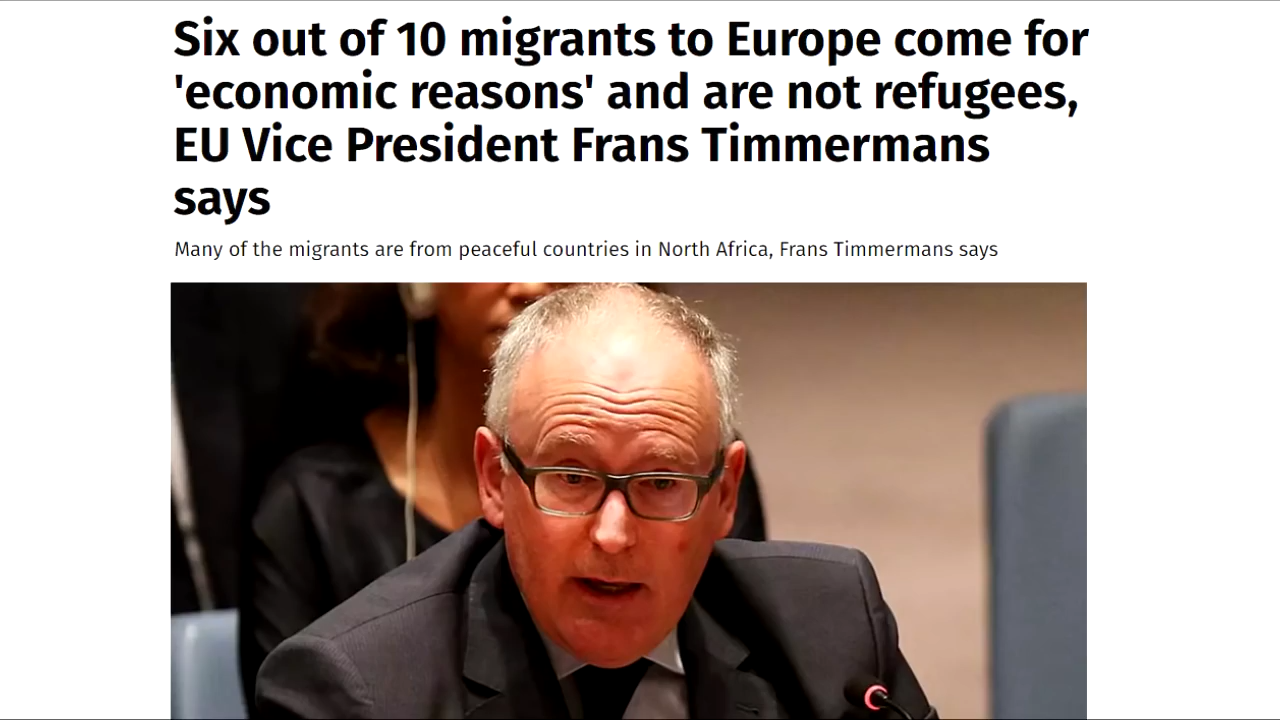 Six out of 10 migrants to Europe come for
'economic reasons' and are not refugees,
EU Vice President Frans Timmermans
says
Many of the migrants are from peaceful countries in North Africa, Frans Timmermans says